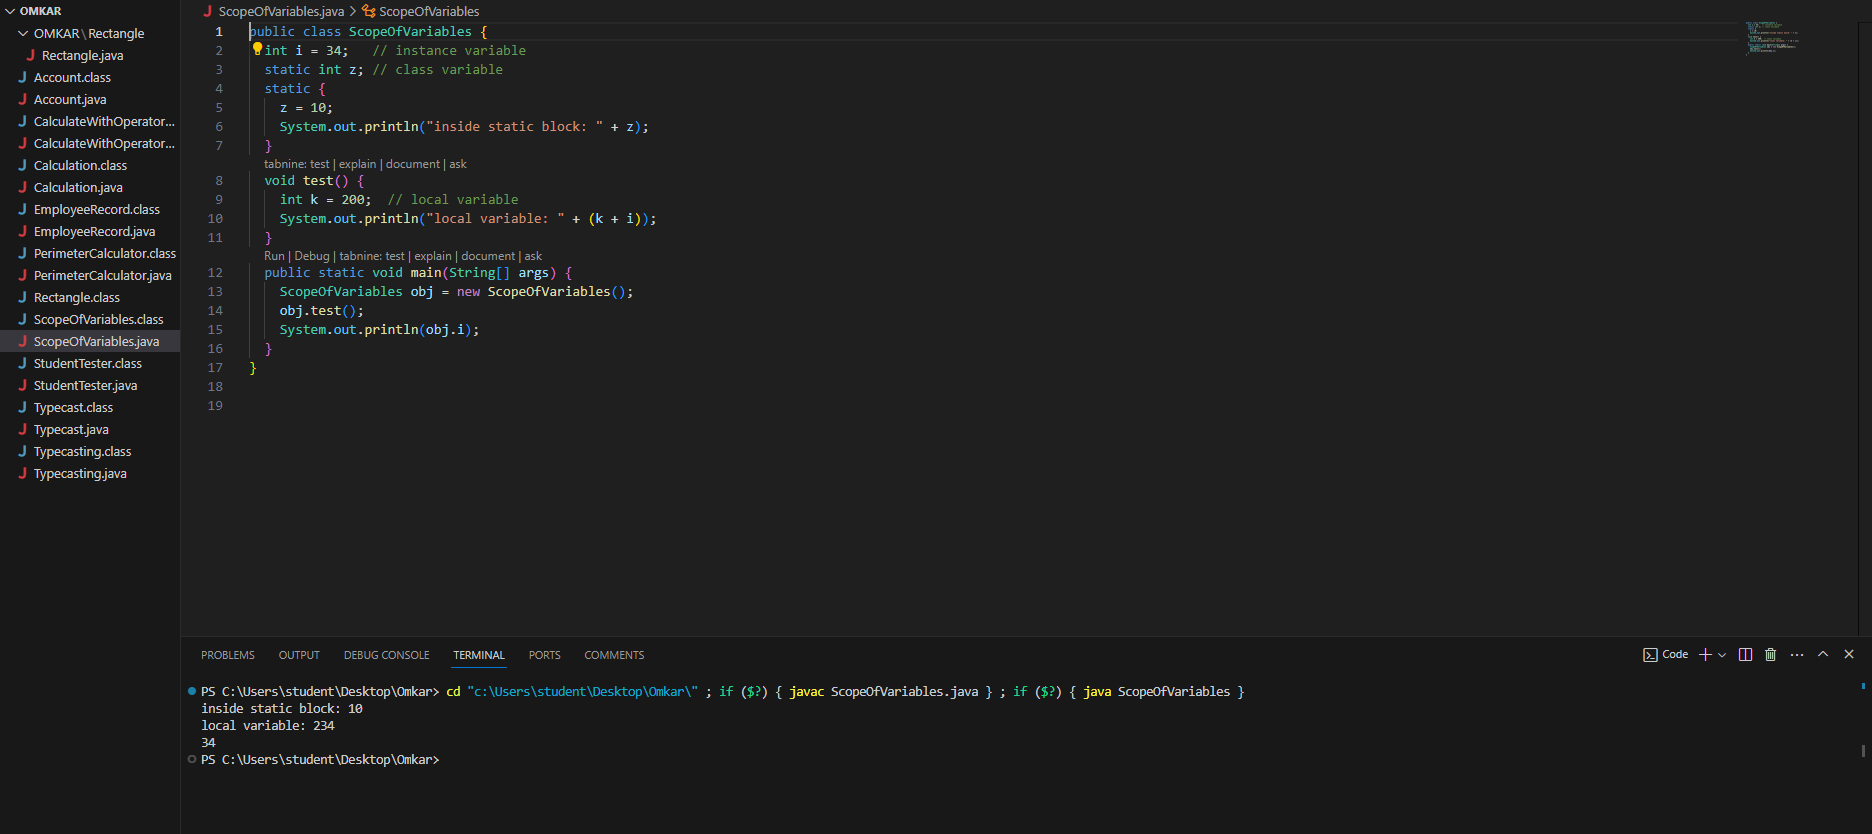 OMKAR
OMKAR\Rectangle
Rectangle.java
Account.class
Account.java
CalculateWithOperator...
CalculateWithOperator...
Calculation.class
Calculation.java
EmployeeRecord.class
EmployeeRecord.java
PerimeterCalculator.class
PerimeterCalculator.java
Rectangle.class
ScopeOfVariables.class
ScopeOfVariables.java
StudentTester.class
StudentTester.java
Typecast.class
Typecast.java
Typecasting.class
Typecasting.java
ScopeOfVariables.java > ScopeOfVariables
1 public class ScopeOfVariables {
2 int i = 34;   // instance variable
3 static int z; // class variable
4 static {
5 z = 10;
6 System.out.println("inside static block: " + z);
7 }
tabnine: test | explain | document | ask
8 void test() {
9 int k = 200;  // local variable
10 System.out.println("local variable: " + (k + i));
11 }
Run | Debug | tabnine: test | explain | document | ask
12 public static void main(String[] args) {
13 ScopeOfVariables obj = new ScopeOfVariables();
14 obj.test();
15 System.out.println(obj.i);
16 }
17 }
18
19
PROBLEMS OUTPUT DEBUG CONSOLE TERMINAL PORTS COMMENTS
Code
PS C:\Users\student\Desktop\Omkar> cd "c:\Users\student\Desktop\Omkar\" ; if ($?) { javac ScopeOfVariables.java } ; if ($?) { java ScopeOfVariables }
inside static block: 10
local variable: 234
34
PS C:\Users\student\Desktop\Omkar>